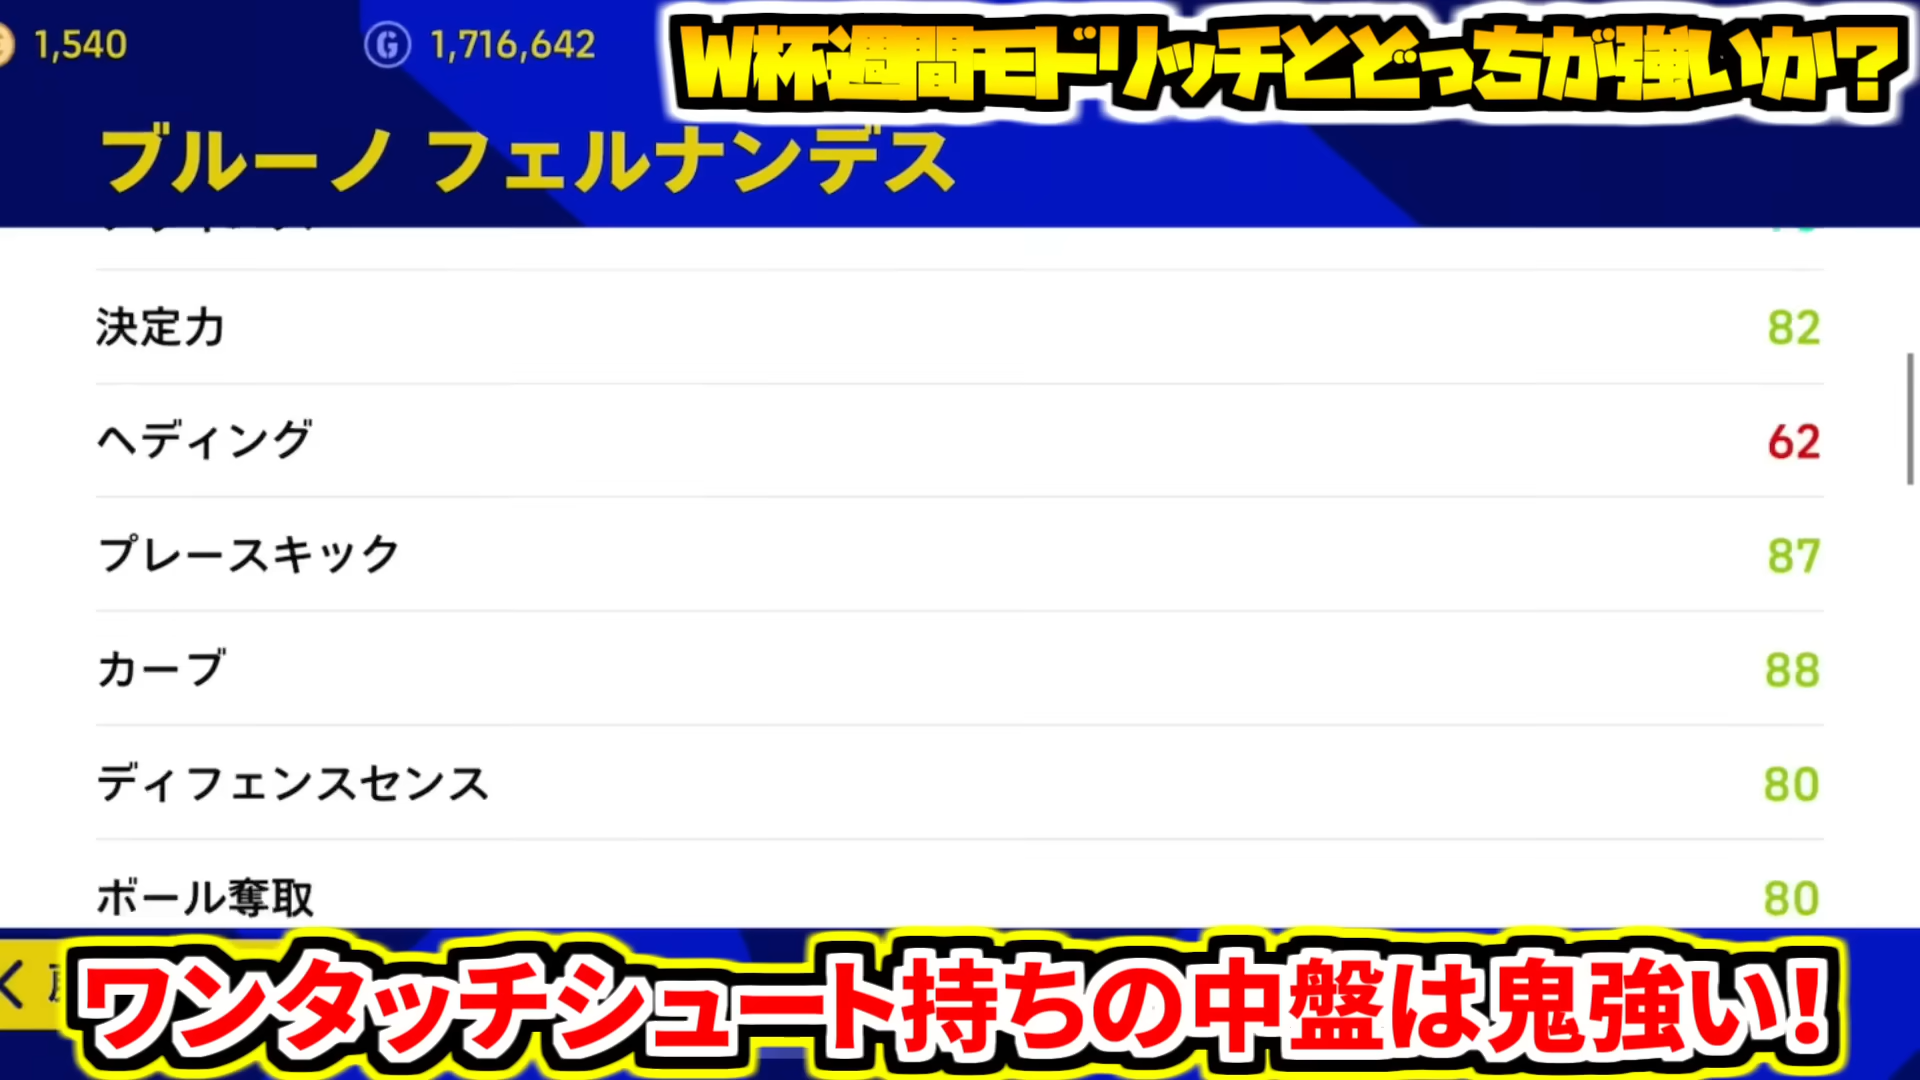 1,540
1,716,642
W杯週間モドリッチとどっちが強いか?
ブルーノ フェルナンデス
決定力 82
ヘディング 62
プレースキック 87
カーブ 88
ディフェンスセンス 80
ボール奪取 80
ワンタッチシュート持ちの中盤は鬼強い!